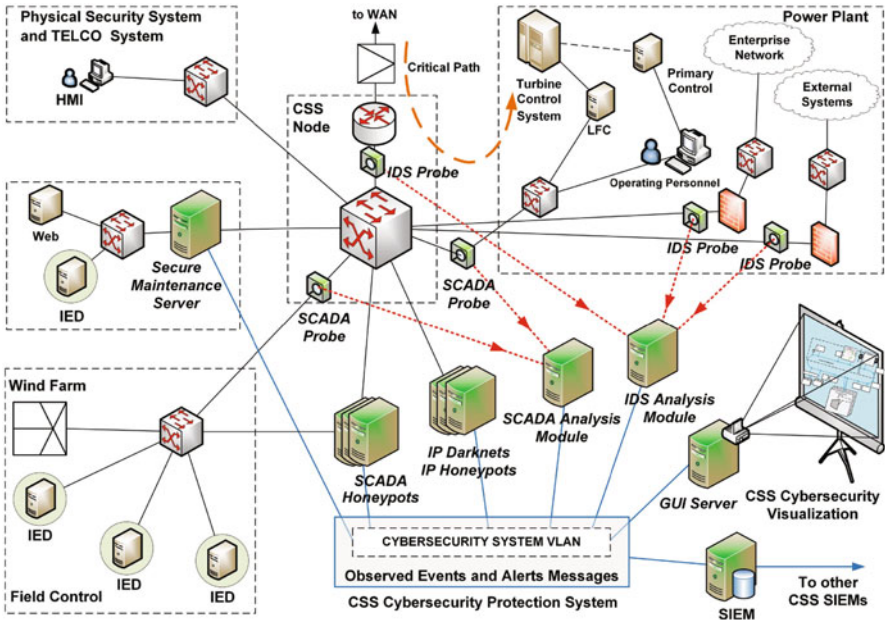 Physical Security System
and TELCO System
HMI
to WAN
Critical Path
CSS
Node
IDS Probe
Power Plant
Turbine
Control
System
LFC
Primary
Control
Operating Personnel
Enterprise
Network
External
Systems
IDS Probe
IDS Probe
SCADA
Probe
SCADA
Probe
Web
IED
Secure
Maintenance
Server
Wind Farm
IED
IED
IED
Field Control
SCADA
Honeypots
IP Darknets
IP Honeypots
SCADA Analysis
Module
IDS Analysis
Module
GUI Server
CSS Cybersecurity
Visualization
CYBERSECURITY SYSTEM VLAN
Observed Events and Alerts Messages
CSS Cybersecurity Protection System
SIEM
To other
CSS SIEMs